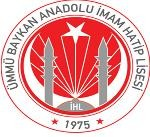 ÜMMÜ BAYKAN ANADOLU İMAM HATİP LİSESİ
İHL
1975